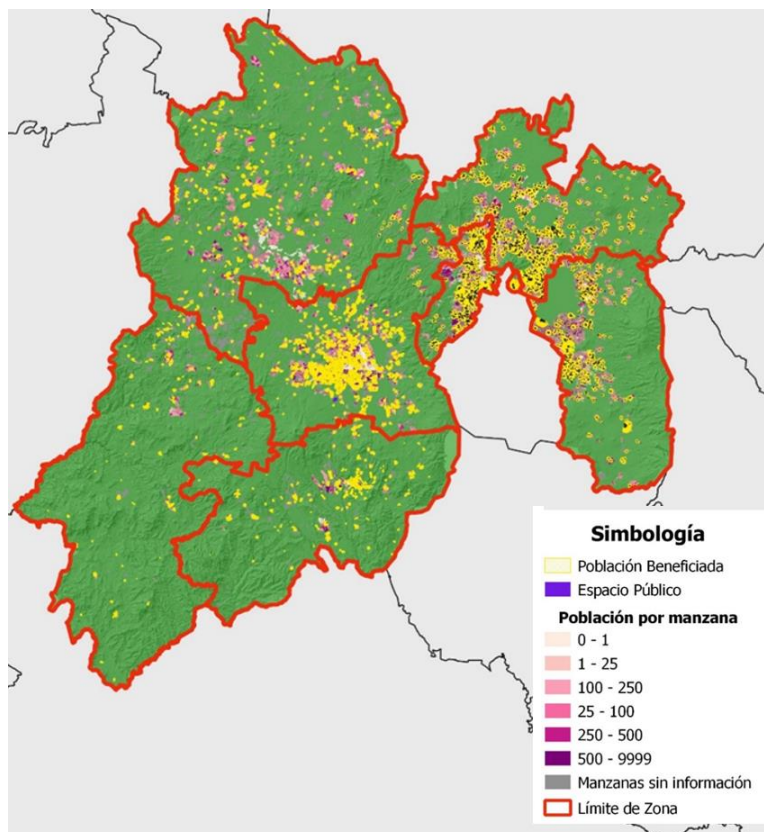 Simbología
Población Beneficiada
Espacio Público
Población por manzana
0 - 1
1 - 25
100 - 250
25 - 100
250 - 500
500 - 9999
Manzanas sin información
Límite de Zona